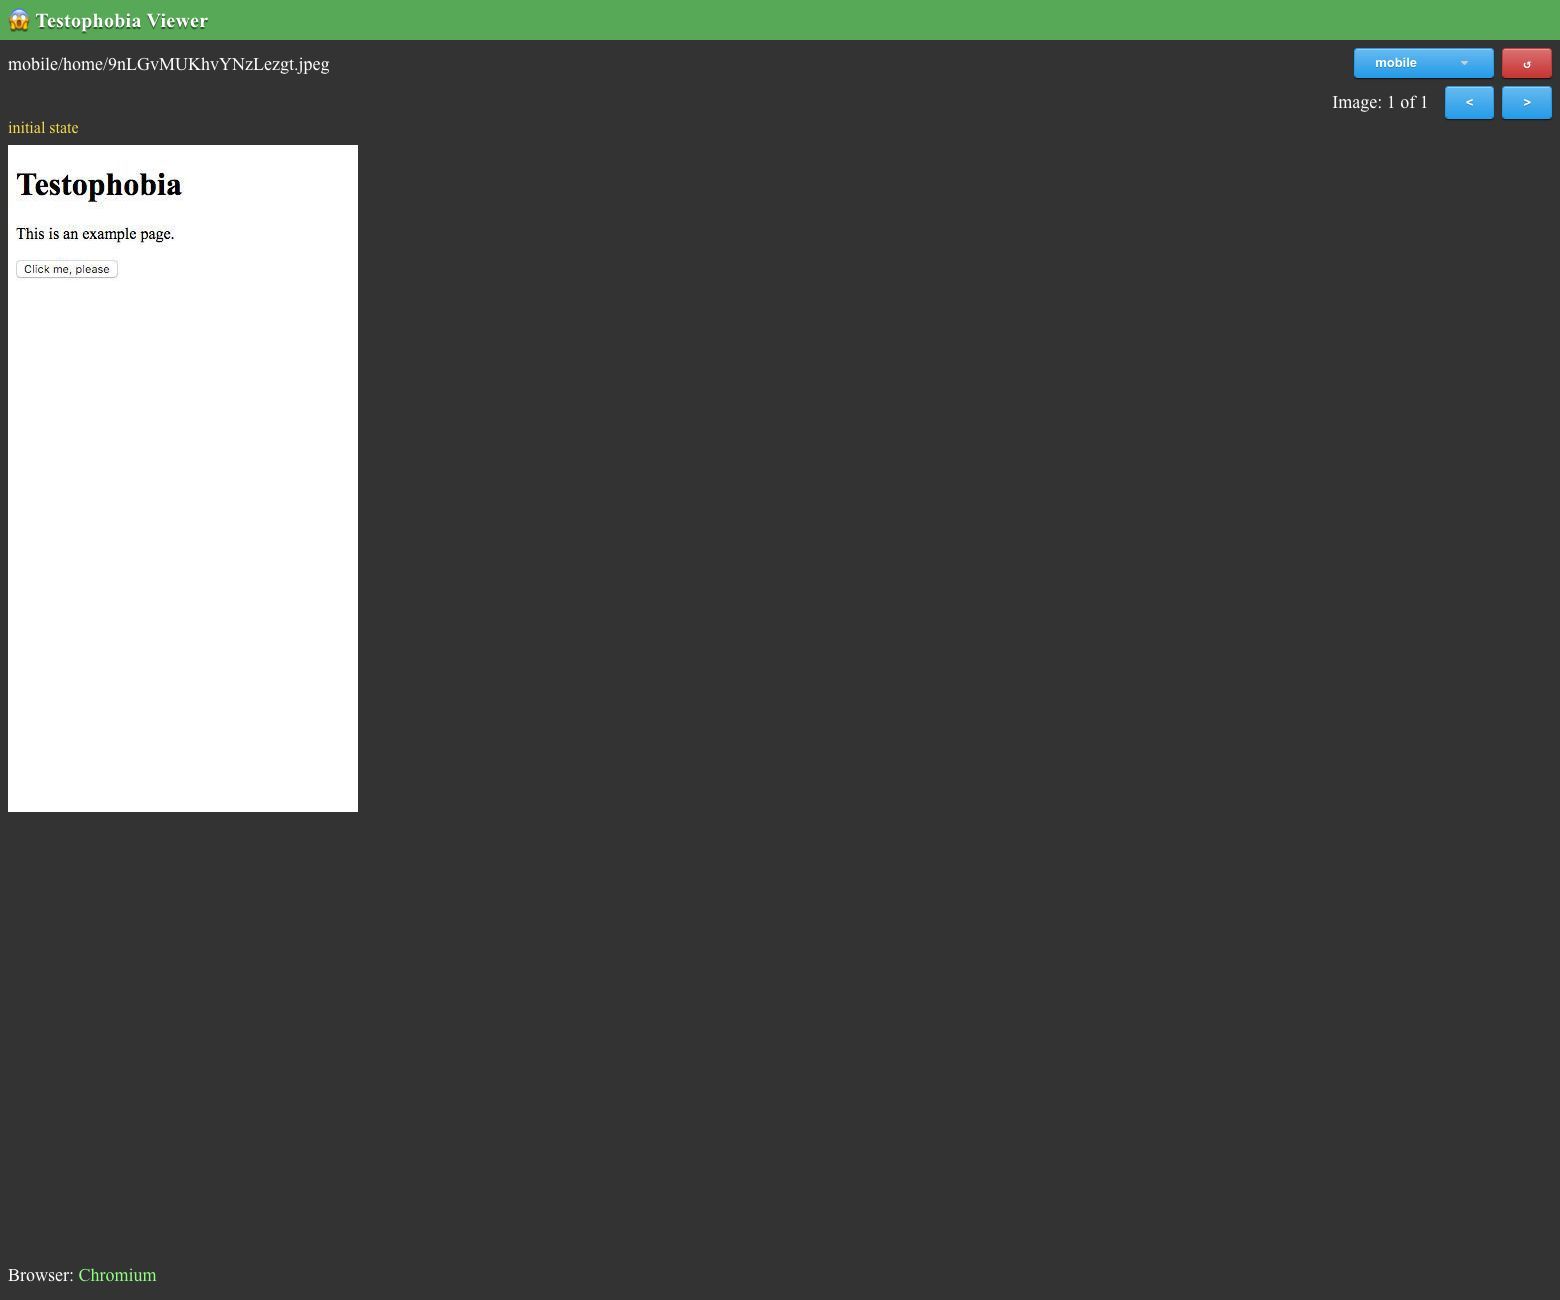 😱 Testophobia Viewer
mobile/home/9nLGvMUKhvYNzLezgt.jpeg
mobile
↺
Image: 1 of 1
<
>
initial state
Testophobia
This is an example page.
Click me, please
Browser: Chromium